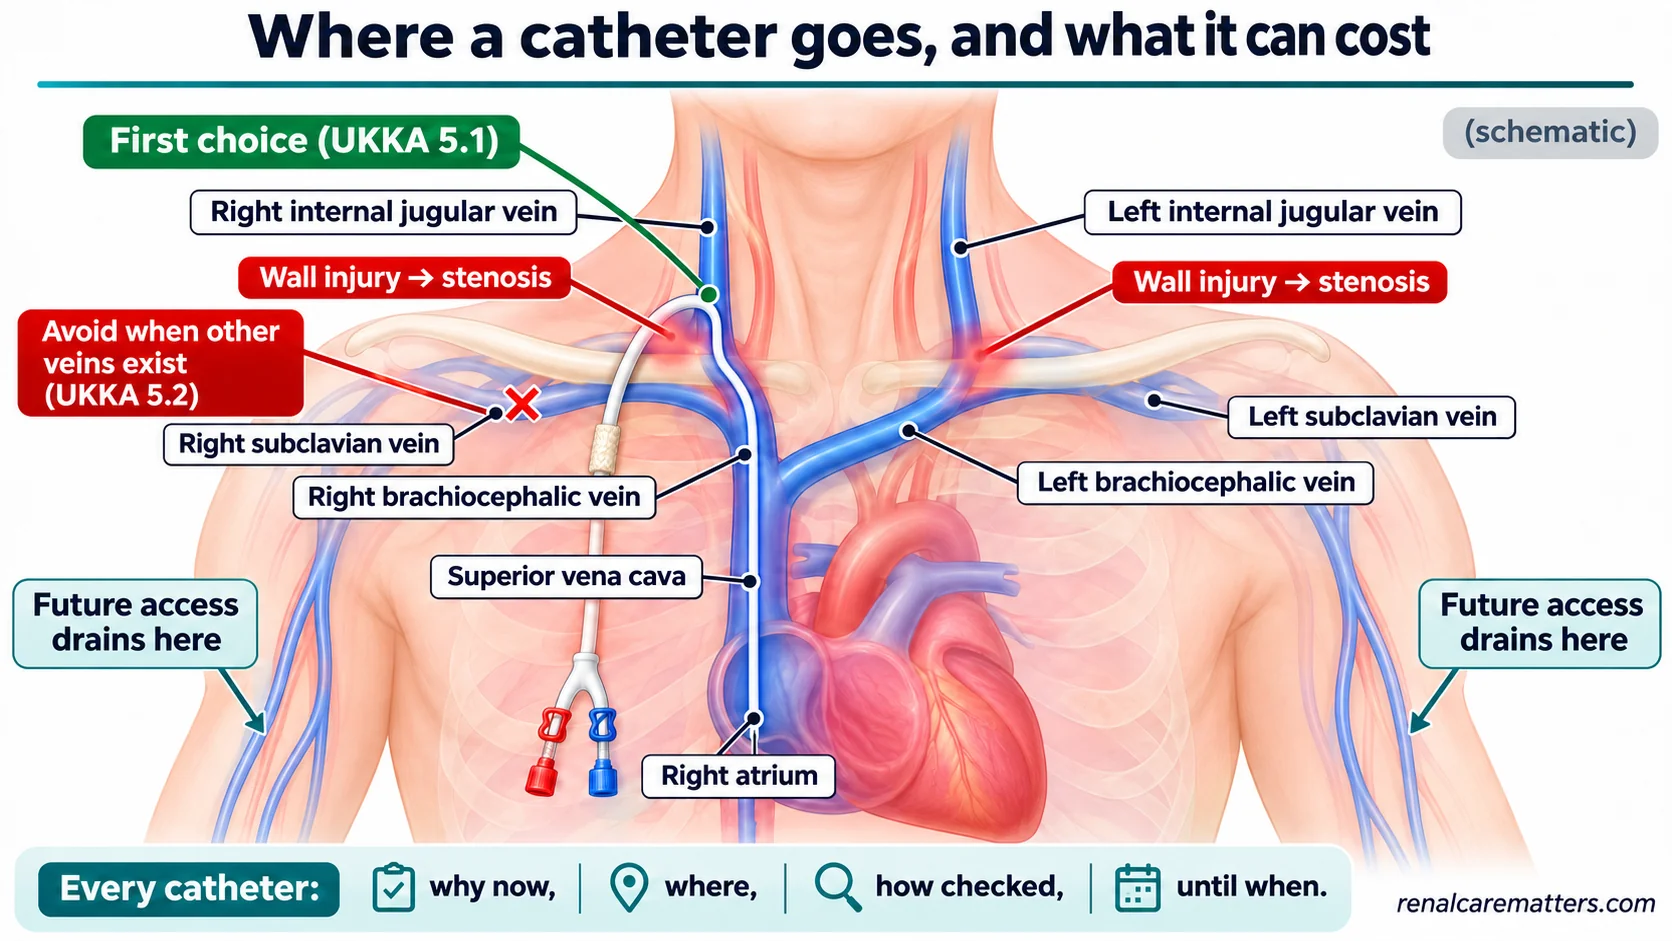 Where a catheter goes, and what it can cost
First choice (UKKA 5.1)
(schematic)
Right internal jugular vein
Left internal jugular vein
Wall injury → stenosis
Wall injury → stenosis
Avoid when other
veins exist
(UKKA 5.2)
Right subclavian vein
Left subclavian vein
Right brachiocephalic vein
Left brachiocephalic vein
Superior vena cava
Future access
drains here
Future access
drains here
Right atrium
Every catheter: why now, where, how checked, until when.
renalcarematters.com